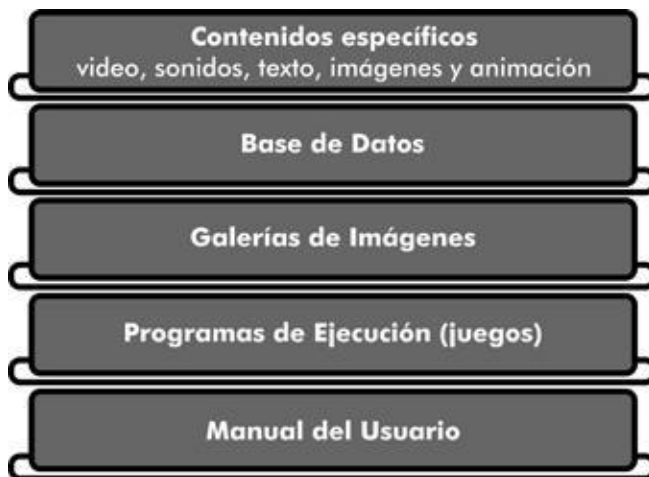 Contenidos específicos
video, sonidos, texto, imágenes y animación
Base de Datos
Galerías de Imágenes
Programas de Ejecución (juegos)
Manual del Usuario